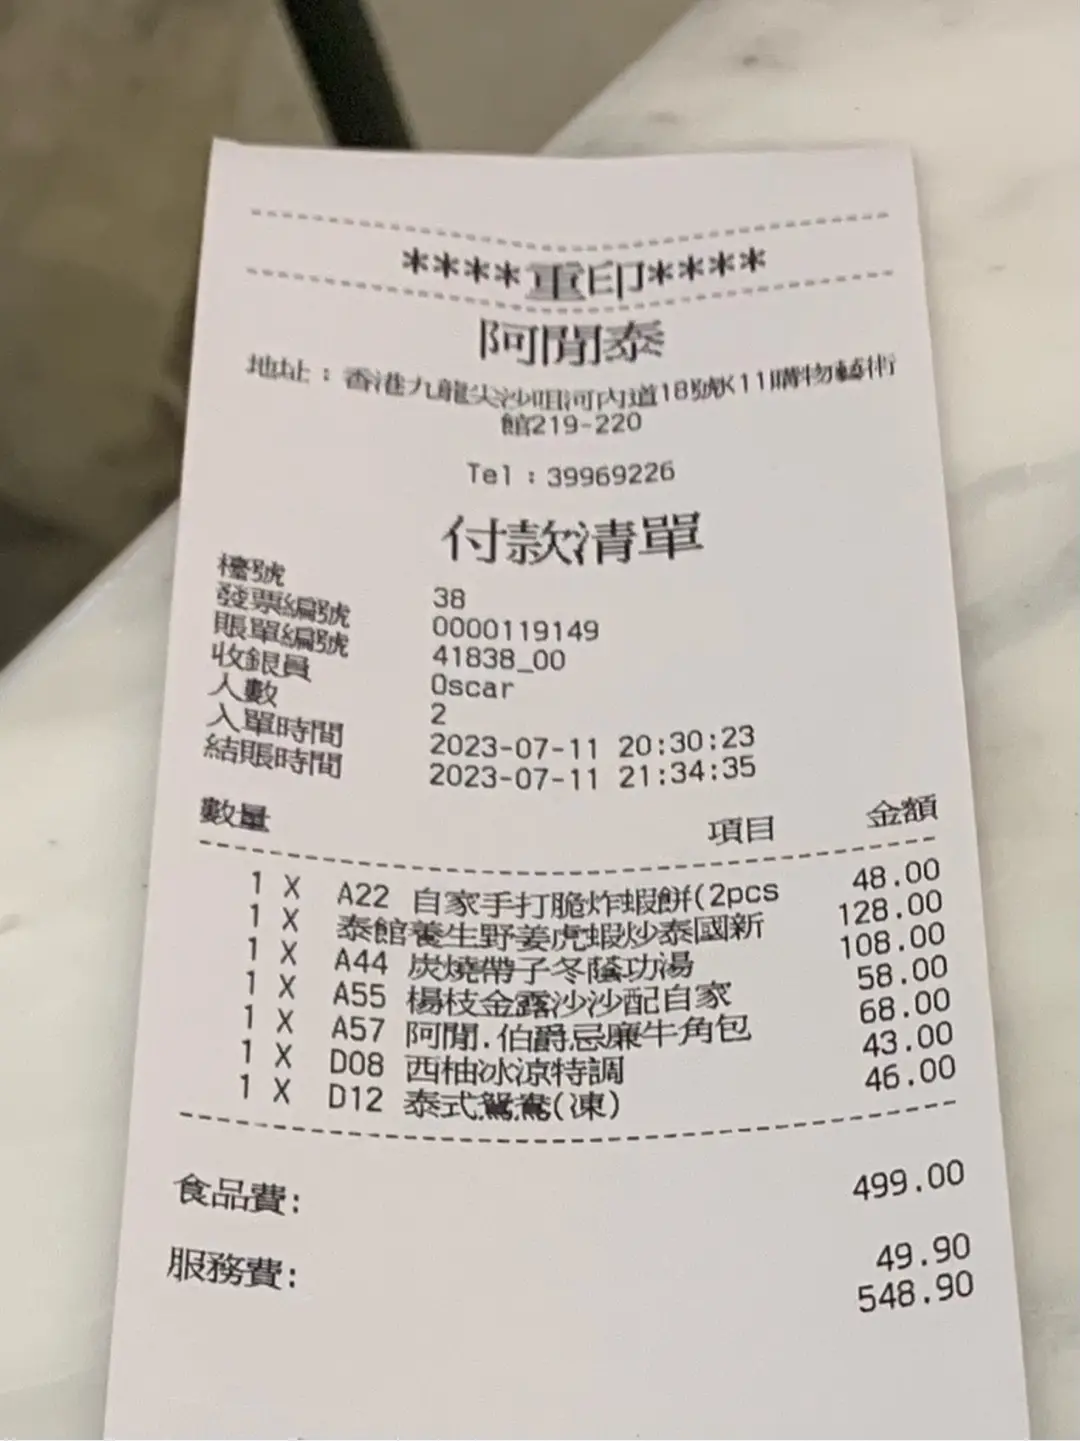 ****重印****
阿閒泰
地址：香港九龍尖沙咀河內道18號K11購物藝術
館219-220
Tel：39969226
付款清單
檯號 38
發票編號 0000119149
賬單編號 41838_00
收銀員 Oscar
人數 2
入單時間 2023-07-11 20:30:23
結賬時間 2023-07-11 21:34:35
數量 項目 金額
1 X A22 自家手打脆炸蝦餅(2pcs 48.00
1 X 泰館養生野姜虎蝦炒泰國新 128.00
1 X A44 炭燒帶子冬蔭功湯 108.00
1 X A55 楊枝金露沙沙配自家 58.00
1 X A57 阿閒.伯爵忌廉牛角包 68.00
1 X D08 西柚冰涼特調 43.00
1 X D12 泰式鴛鴦(凍) 46.00
食品費: 499.00
服務費: 49.90
548.90